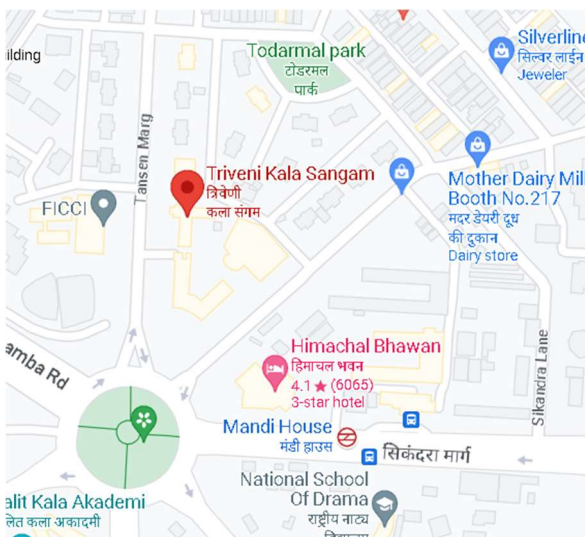 Silverline
सिल्वर लाईन
Jeweler
Todarmal park
टोडरमल
पार्क
Tansen Marg
Triveni Kala Sangam
त्रिवेणी
कला संगम
FICCI
Mother Dairy Mil
Booth No.217
मदर डेयरी दूध
की दुकान
Dairy store
Himachal Bhawan
हिमाचल भवन
4.1 ★ (6065)
3-star hotel
amba Rd
Sikandra Lane
Mandi House
मंडी हाउस
सिकंदरा मार्ग
National School
Of Drama
राष्ट्रीय नाट्य
alit Kala Akademi
लित कला अकादमी